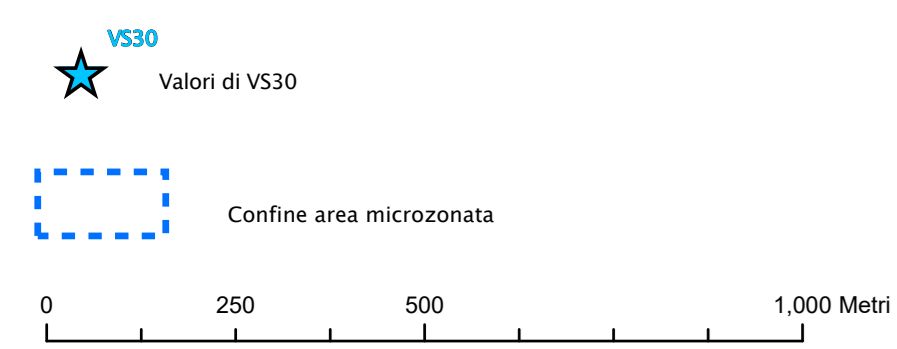 VS30
Valori di VS30
Confine area microzonata
0 250 500 1,000 Metri